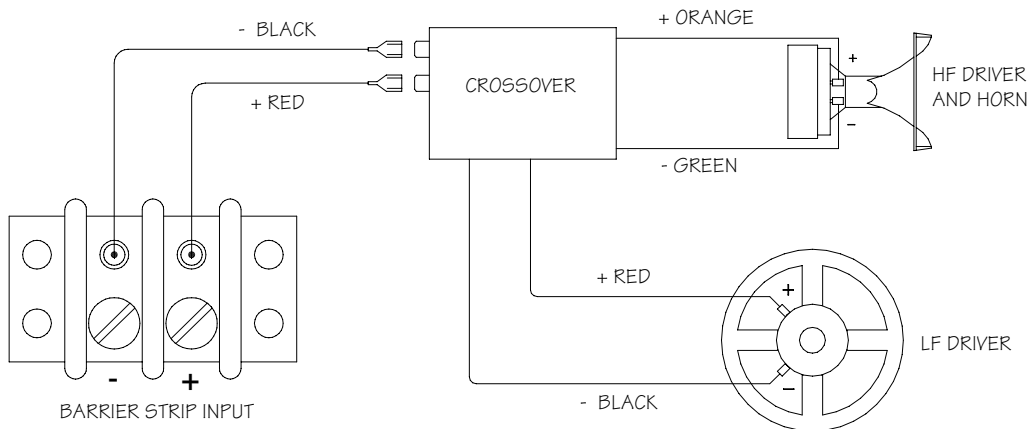 - BLACK
+ ORANGE
CROSSOVER
+
-
HF DRIVER
AND HORN
+ RED
- GREEN
+ RED
+
-
LF DRIVER
- +
BARRIER STRIP INPUT
- BLACK